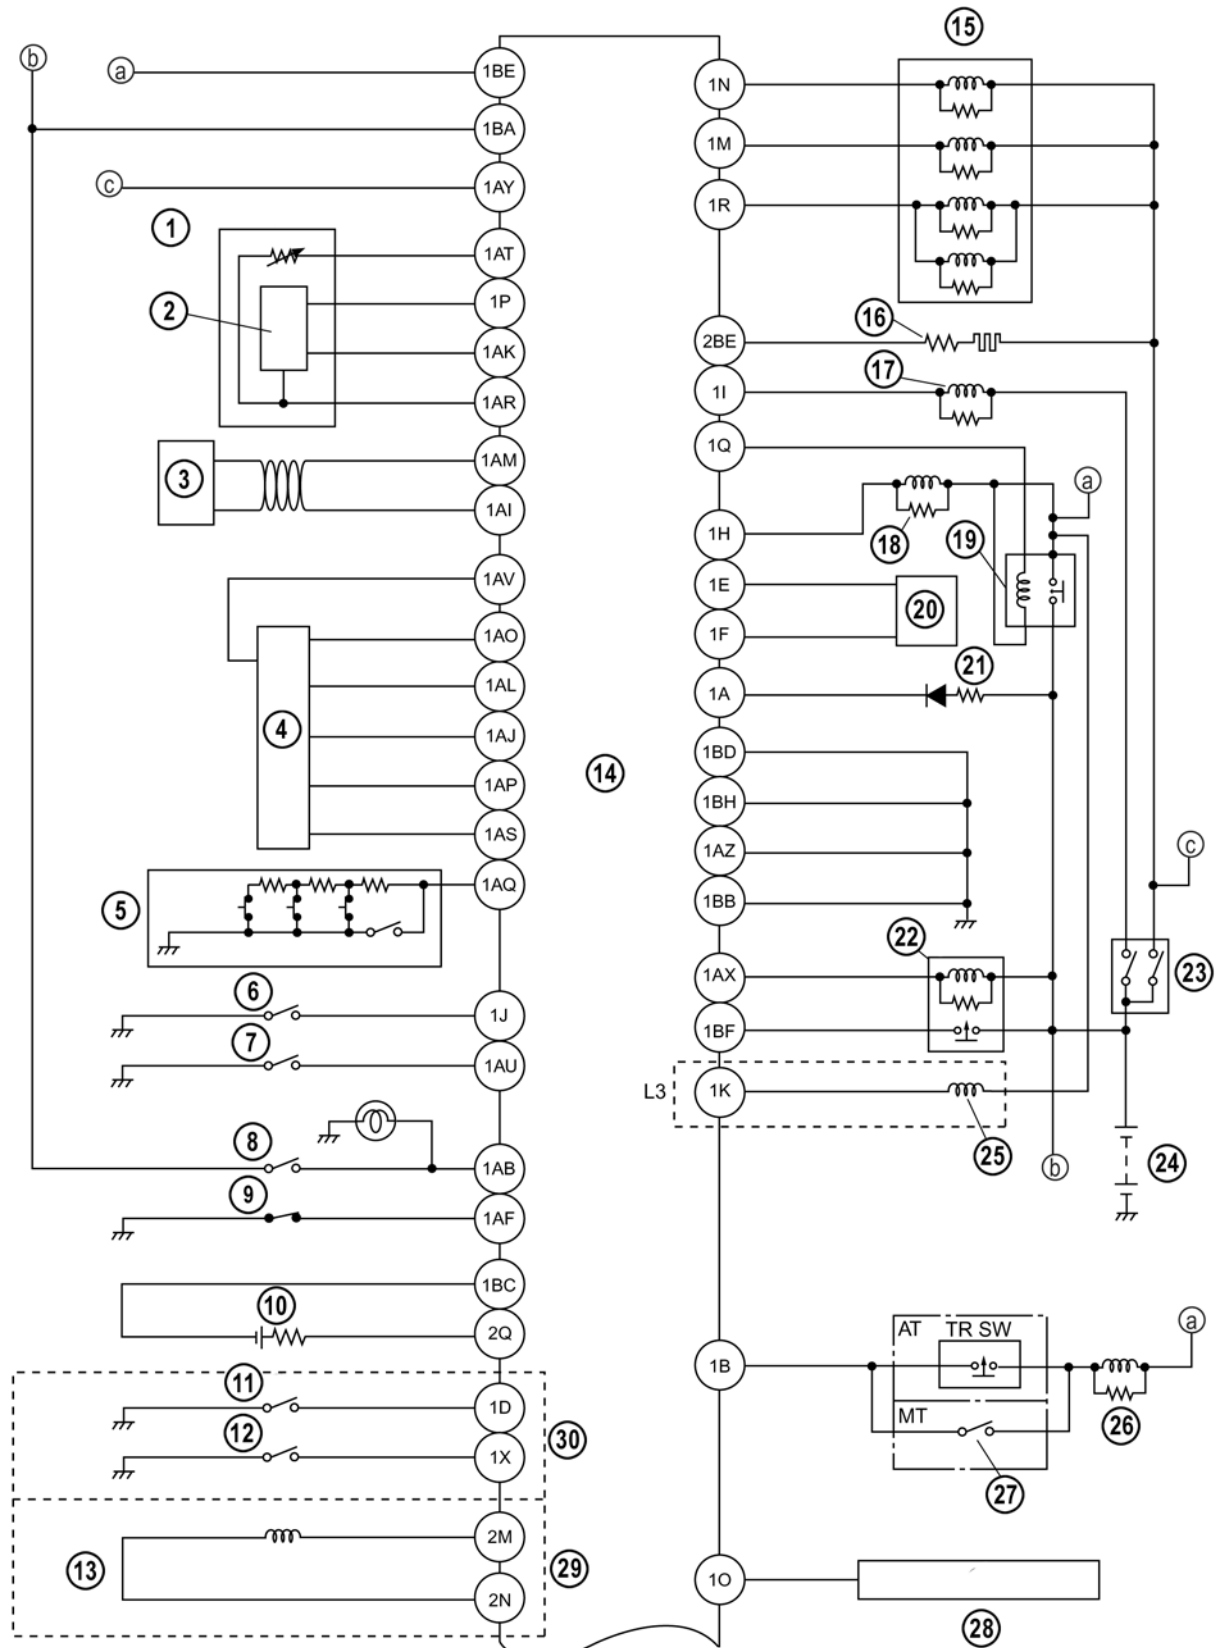 b
a
1BE
1BA
c
1AY
1
1AT
2
1P
1AK
1AR
3
1AM
1AI
1AV
1AO
1AL
4
1AJ
1AP
1AS
5
1AQ
6
1J
7
1AU
8
1AB
9
1AF
1BC
10
2Q
11
1D
12
1X
30
2M
13
29
2N
14
15
1N
1M
1R
16
2BE
17
1I
1Q
a
18
19
1H
1E
20
1F
21
1A
1BD
1BH
1AZ
c
1BB
22
1AX
23
1BF
L3
1K
25
b
24
a
AT TR SW
1B
MT
26
27
1O
28